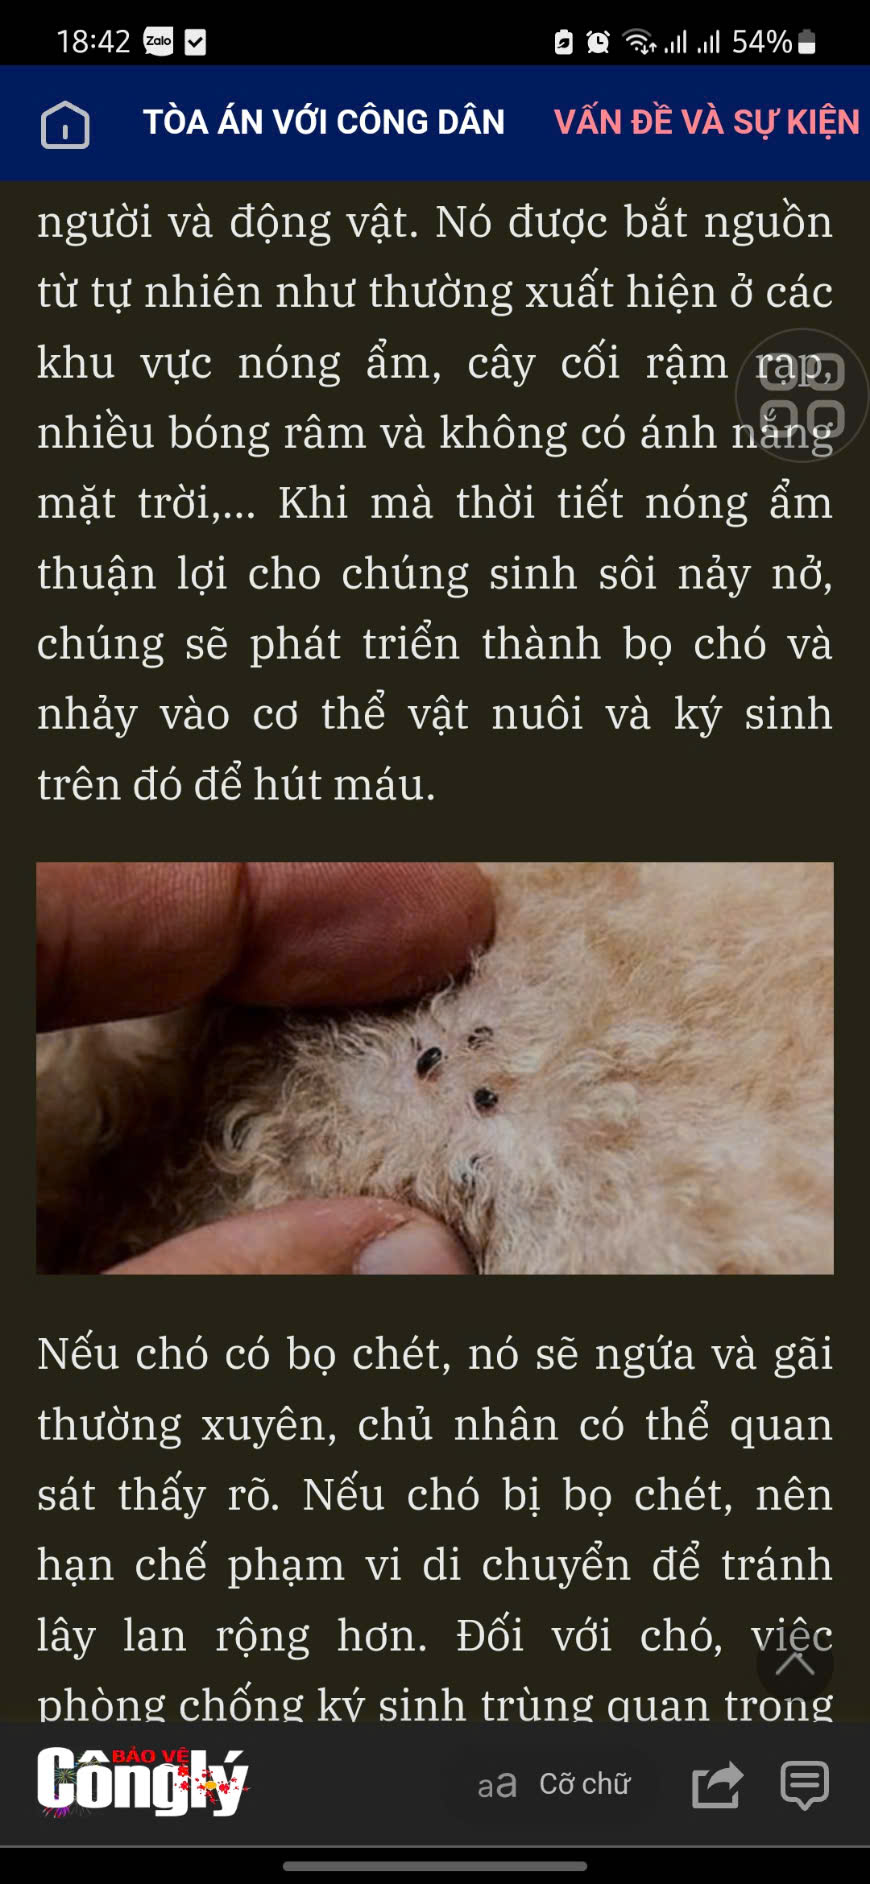 18:42
Zalo
54%
TÒA ÁN VỚI CÔNG DÂN
VẤN ĐỀ VÀ SỰ KIỆN
người và động vật. Nó được bắt nguồn
từ tự nhiên như thường xuất hiện ở các
khu vực nóng ẩm, cây cối rậm rạp,
nhiều bóng râm và không có ánh nắng
mặt trời,... Khi mà thời tiết nóng ẩm
thuận lợi cho chúng sinh sôi nảy nở,
chúng sẽ phát triển thành bọ chó và
nhảy vào cơ thể vật nuôi và ký sinh
trên đó để hút máu.
Nếu chó có bọ chét, nó sẽ ngứa và gãi
thường xuyên, chủ nhân có thể quan
sát thấy rõ. Nếu chó bị bọ chét, nên
hạn chế phạm vi di chuyển để tránh
lây lan rộng hơn. Đối với chó, việc
phòng chống ký sinh trùng quan trọng
BẢO VỆ
Công lý
aa Cỡ chữ